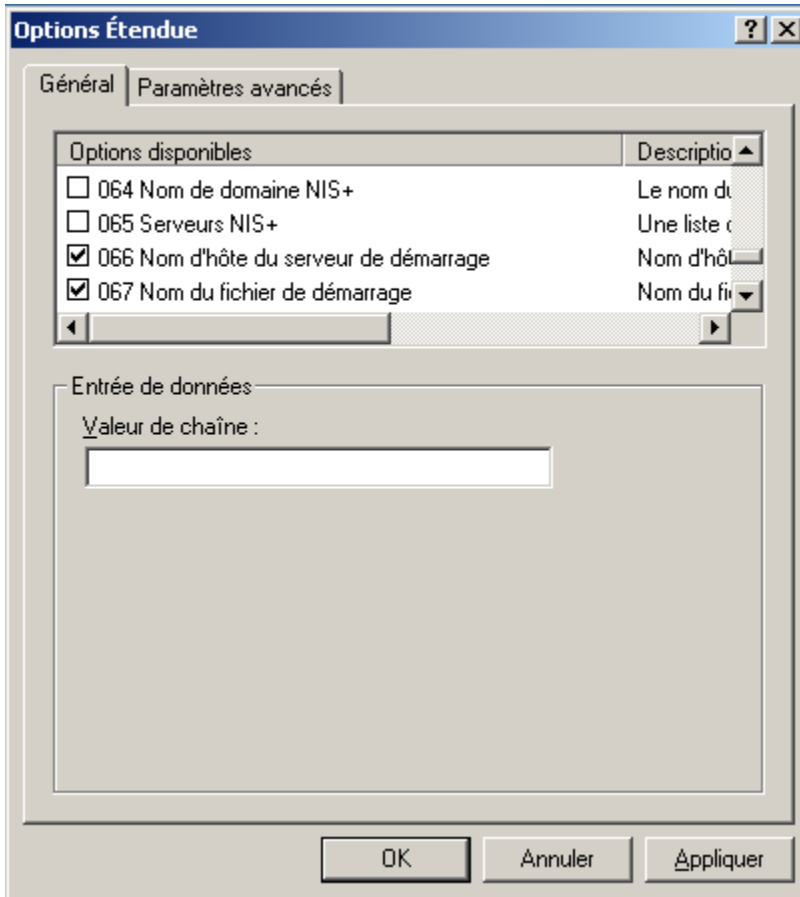 Options Étendue
Général Paramètres avancés
Options disponibles Descriptio
064 Nom de domaine NIS+ Le nom du
065 Serveurs NIS+ Une liste
066 Nom d'hôte du serveur de démarrage Nom d'hô
067 Nom du fichier de démarrage Nom du fi
Entrée de données
Valeur de chaîne :
OK Annuler Appliquer